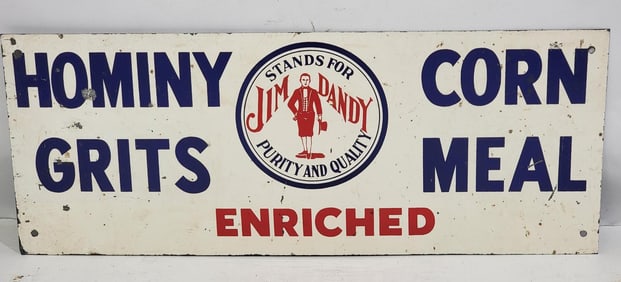 HOMINY GRITS
STANDS FOR
JIM DANDY
PURITY AND QUALITY
CORN MEAL
ENRICHED